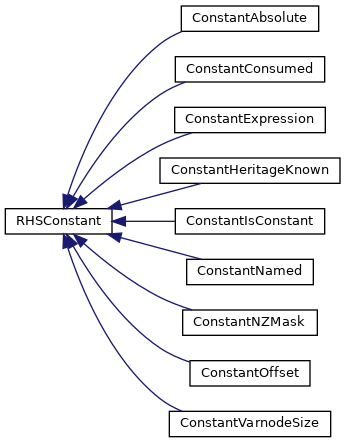 ConstantAbsolute
ConstantConsumed
ConstantExpression
ConstantHeritageKnown
RHSConstant
ConstantIsConstant
ConstantNamed
ConstantNZMask
ConstantOffset
ConstantVarnodeSize